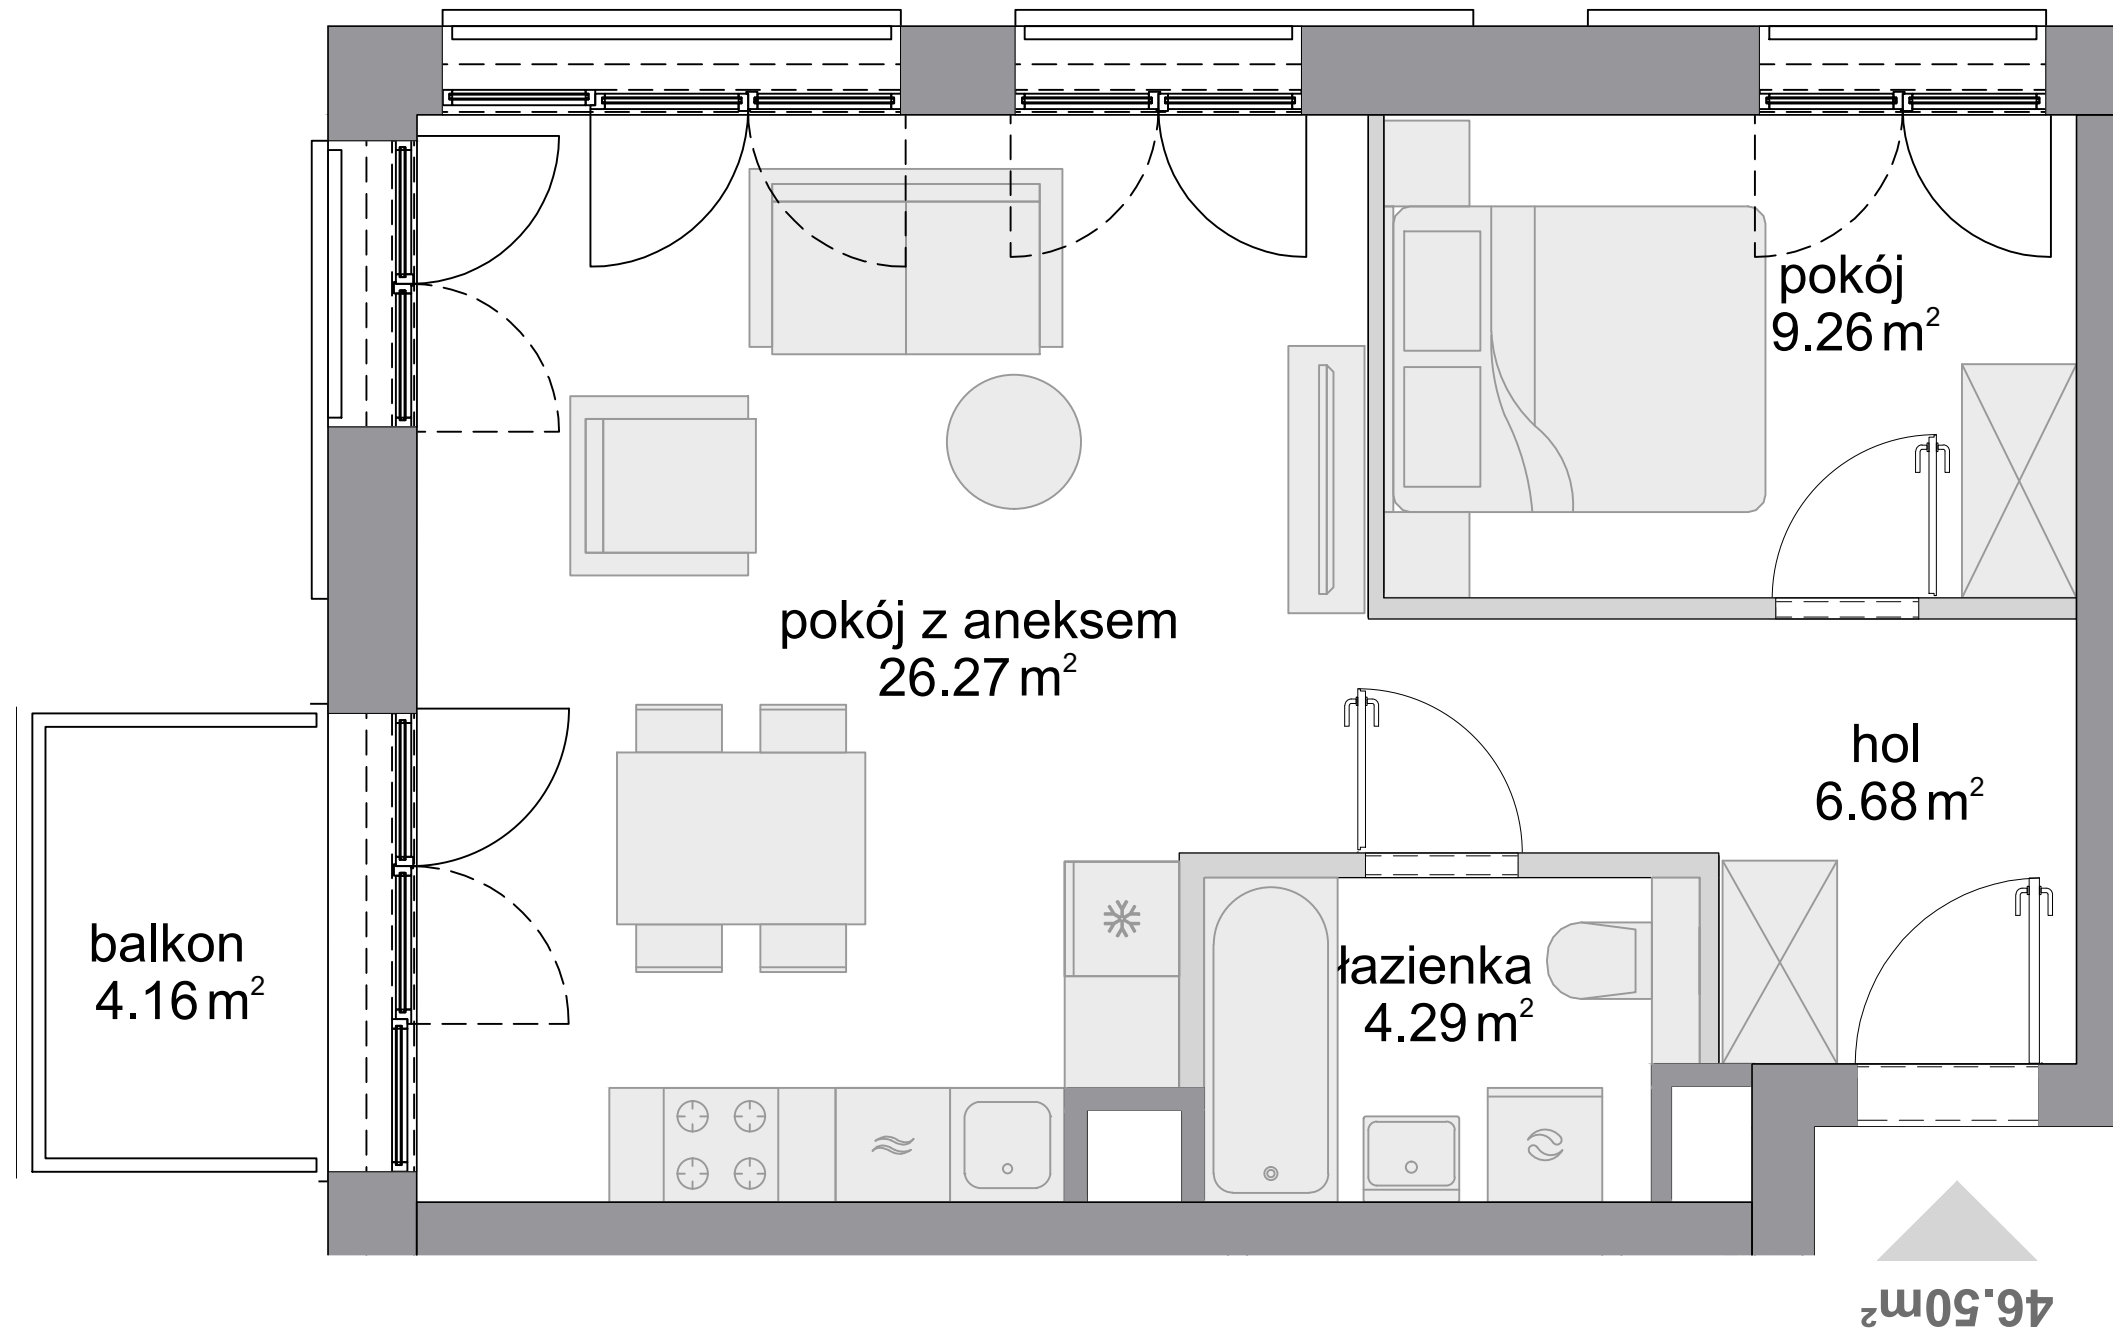 pokój
9.26 m²
pokój z aneksem
26.27 m²
hol
6.68 m²
balkon
4.16 m²
łazienka
4.29 m²
46.50m²